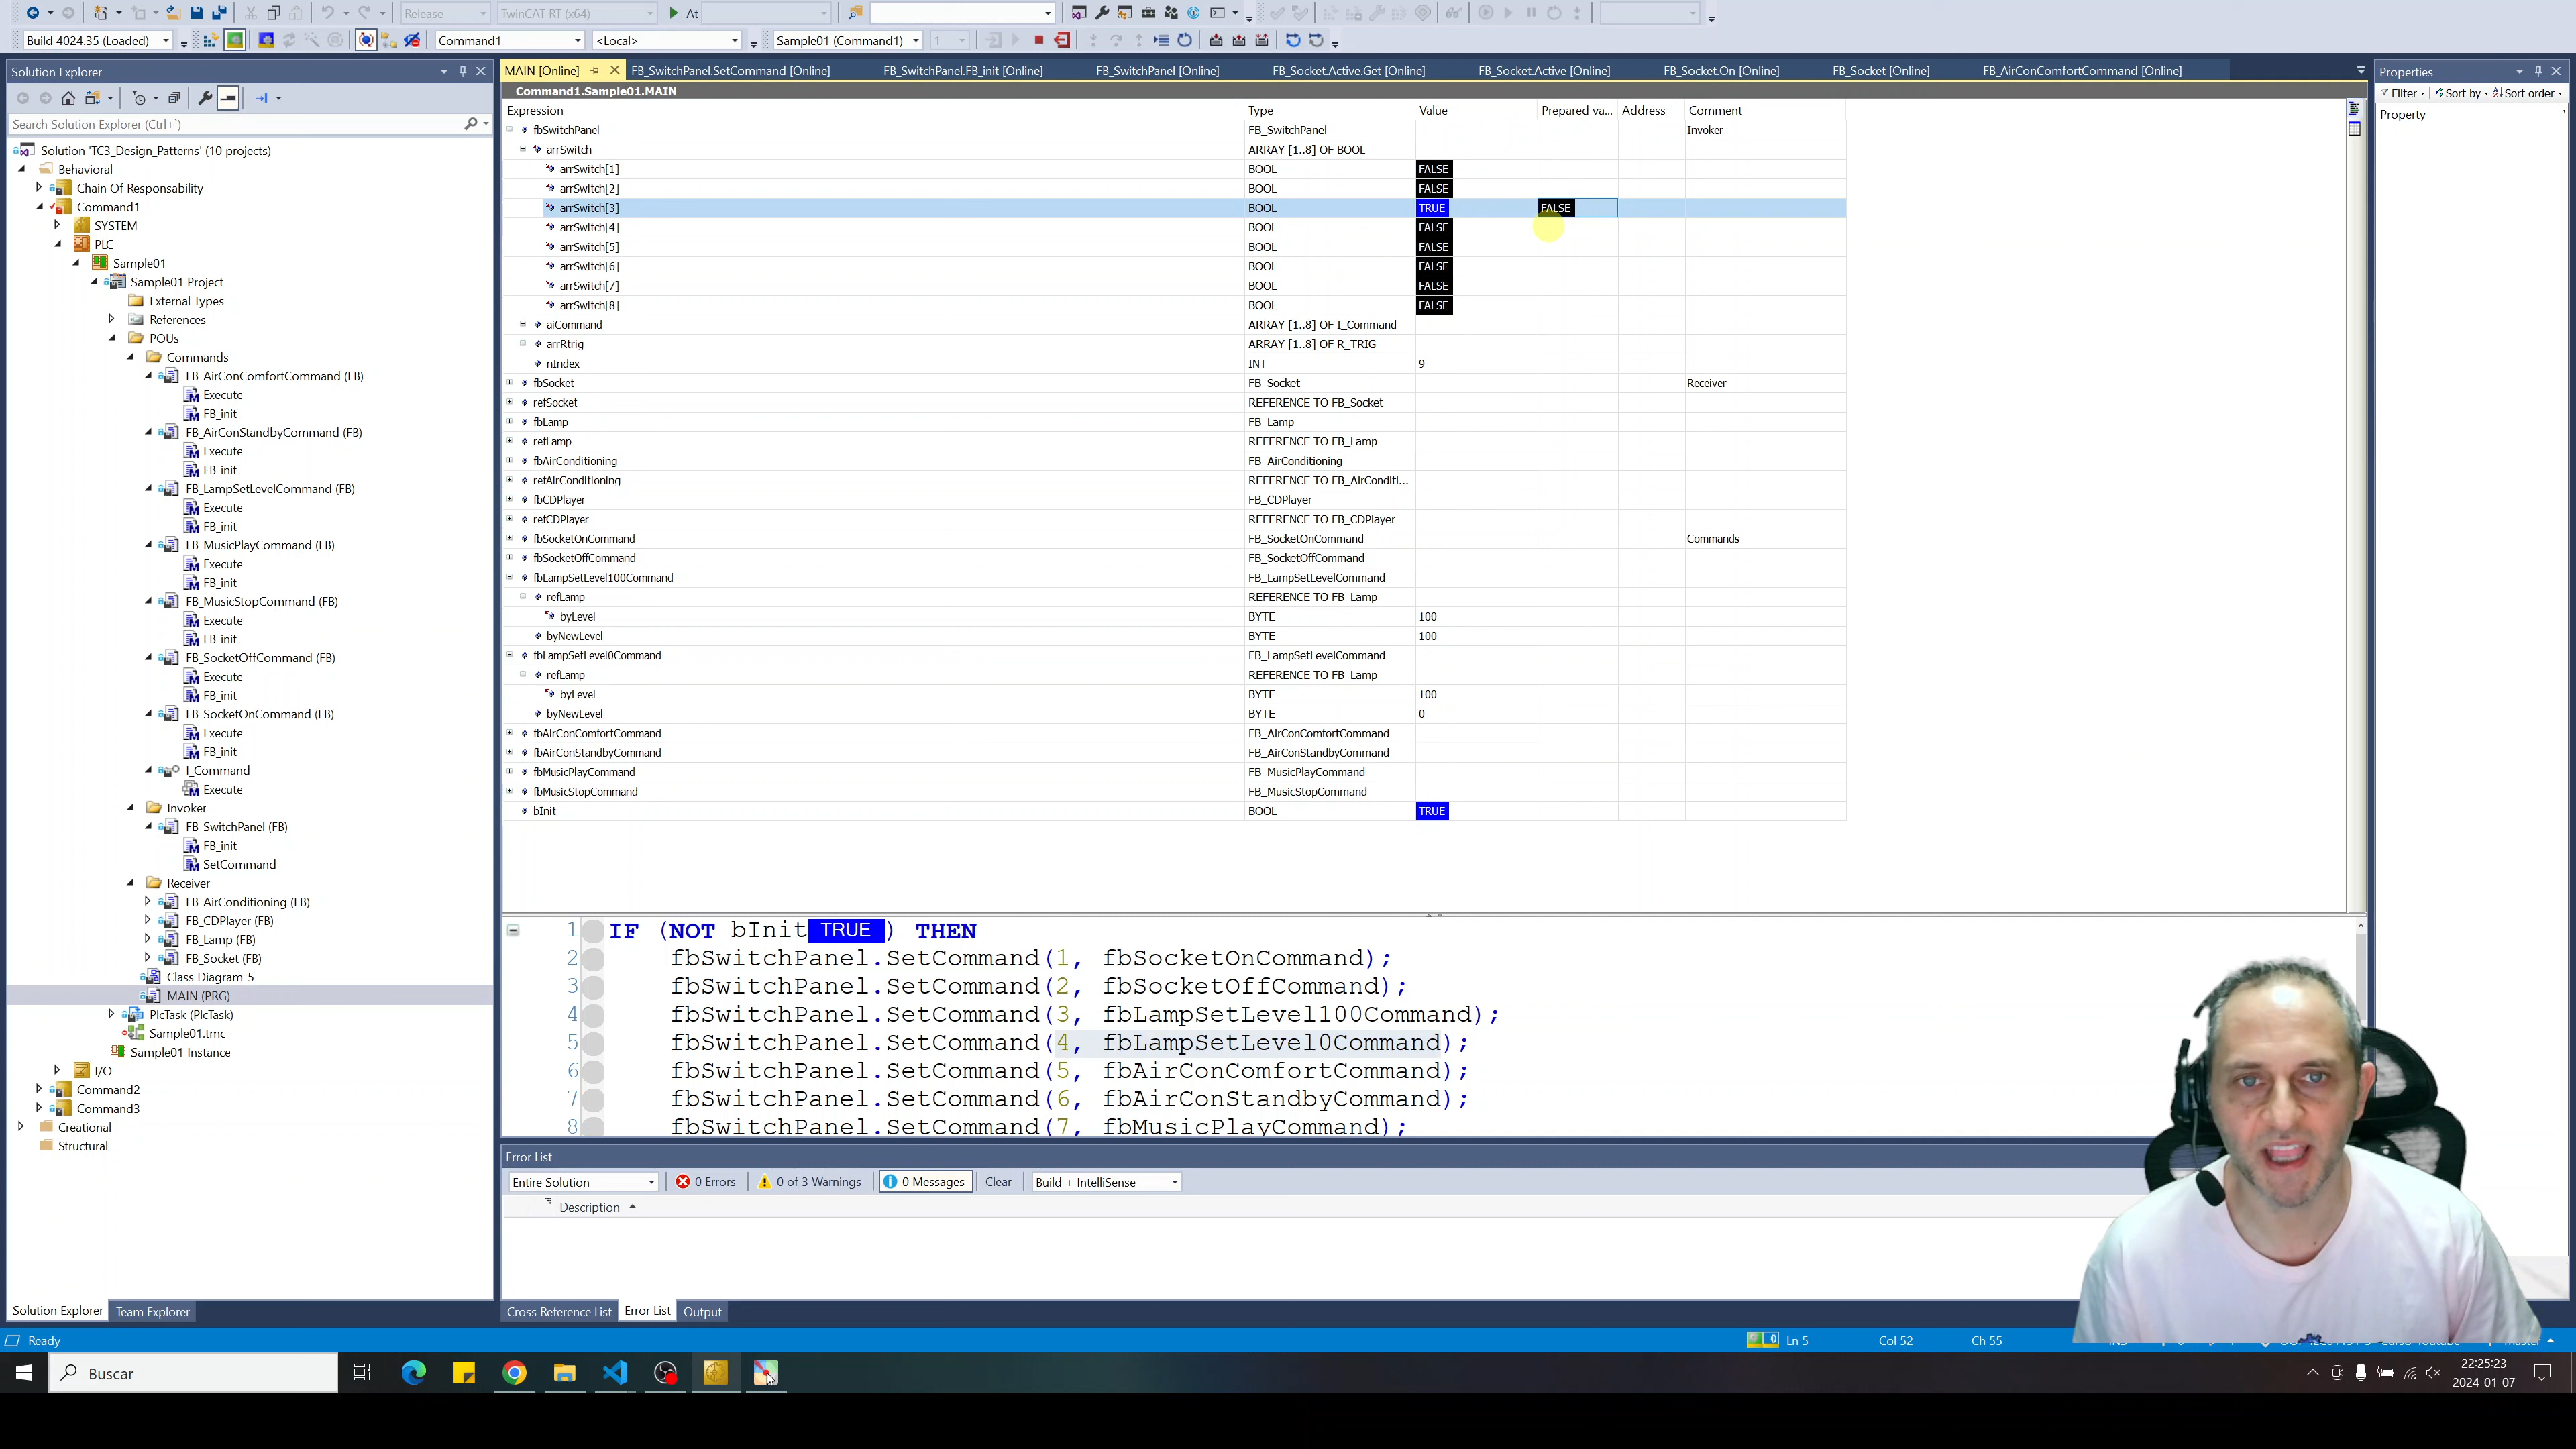 Build 4024.35 (Loaded)
Release
TwinCAT RT (x64)
At
Command1
<Local>
Sample01 (Command1)
1
Solution Explorer
Search Solution Explorer (Ctrl+`)
Solution 'TC3_Design_Patterns' (10 projects)
Behavioral
Chain Of Responsability
Command1
SYSTEM
PLC
Sample01
Sample01 Project
External Types
References
POUs
Commands
FB_AirConComfortCommand (FB)
Execute
FB_init
FB_AirConStandbyCommand (FB)
Execute
FB_init
FB_LampSetLevelCommand (FB)
Execute
FB_init
FB_MusicPlayCommand (FB)
Execute
FB_init
FB_MusicStopCommand (FB)
Execute
FB_init
FB_SocketOffCommand (FB)
Execute
FB_init
FB_SocketOnCommand (FB)
Execute
FB_init
I_Command
Execute
Invoker
FB_SwitchPanel (FB)
FB_init
SetCommand
Receiver
FB_AirConditioning (FB)
FB_CDPlayer (FB)
FB_Lamp (FB)
FB_Socket (FB)
Class Diagram_5
MAIN (PRG)
PlcTask (PlcTask)
Sample01.tmc
Sample01 Instance
I/O
Command2
Command3
Creational
Structural
Solution Explorer
Team Explorer
MAIN [Online]
FB_SwitchPanel.SetCommand [Online]
FB_SwitchPanel.FB_init [Online]
FB_SwitchPanel [Online]
FB_Socket.Active.Get [Online]
FB_Socket.Active [Online]
FB_Socket.On [Online]
FB_Socket [Online]
FB_AirConComfortCommand [Online]
Command1.Sample01.MAIN
Expression Type Value Prepared va... Address Comment
fbSwitchPanel FB_SwitchPanel Invoker
arrSwitch ARRAY [1..8] OF BOOL
arrSwitch[1] BOOL FALSE
arrSwitch[2] BOOL FALSE
arrSwitch[3] BOOL TRUE FALSE
arrSwitch[4] BOOL FALSE
arrSwitch[5] BOOL FALSE
arrSwitch[6] BOOL FALSE
arrSwitch[7] BOOL FALSE
arrSwitch[8] BOOL FALSE
aiCommand ARRAY [1..8] OF I_Command
arrRtrig ARRAY [1..8] OF R_TRIG
nIndex INT 9
fbSocket FB_Socket Receiver
refSocket REFERENCE TO FB_Socket
fbLamp FB_Lamp
refLamp REFERENCE TO FB_Lamp
fbAirConditioning FB_AirConditioning
refAirConditioning REFERENCE TO FB_AirConditi...
fbCDPlayer FB_CDPlayer
refCDPlayer REFERENCE TO FB_CDPlayer
fbSocketOnCommand FB_SocketOnCommand Commands
fbSocketOffCommand FB_SocketOffCommand
fbLampSetLevel100Command FB_LampSetLevelCommand
refLamp REFERENCE TO FB_Lamp
byLevel BYTE 100
byNewLevel BYTE 100
fbLampSetLevel0Command FB_LampSetLevelCommand
refLamp REFERENCE TO FB_Lamp
byLevel BYTE 100
byNewLevel BYTE 0
fbAirConComfortCommand FB_AirConComfortCommand
fbAirConStandbyCommand FB_AirConStandbyCommand
fbMusicPlayCommand FB_MusicPlayCommand
fbMusicStopCommand FB_MusicStopCommand
bInit BOOL TRUE
1 IF (NOT bInit TRUE ) THEN
2 fbSwitchPanel.SetCommand(1, fbSocketOnCommand);
3 fbSwitchPanel.SetCommand(2, fbSocketOffCommand);
4 fbSwitchPanel.SetCommand(3, fbLampSetLevel100Command);
5 fbSwitchPanel.SetCommand(4, fbLampSetLevel0Command);
6 fbSwitchPanel.SetCommand(5, fbAirConComfortCommand);
7 fbSwitchPanel.SetCommand(6, fbAirConStandbyCommand);
8 fbSwitchPanel.SetCommand(7, fbMusicPlayCommand);
Error List
Entire Solution
0 Errors
0 of 3 Warnings
0 Messages
Clear
Build + IntelliSense
Description
Cross Reference List
Error List
Output
Properties
Filter
Sort by
Sort order
Property
Ready
0
Ln 5
Col 52
Ch 55
Buscar
22:25:23
2024-01-07